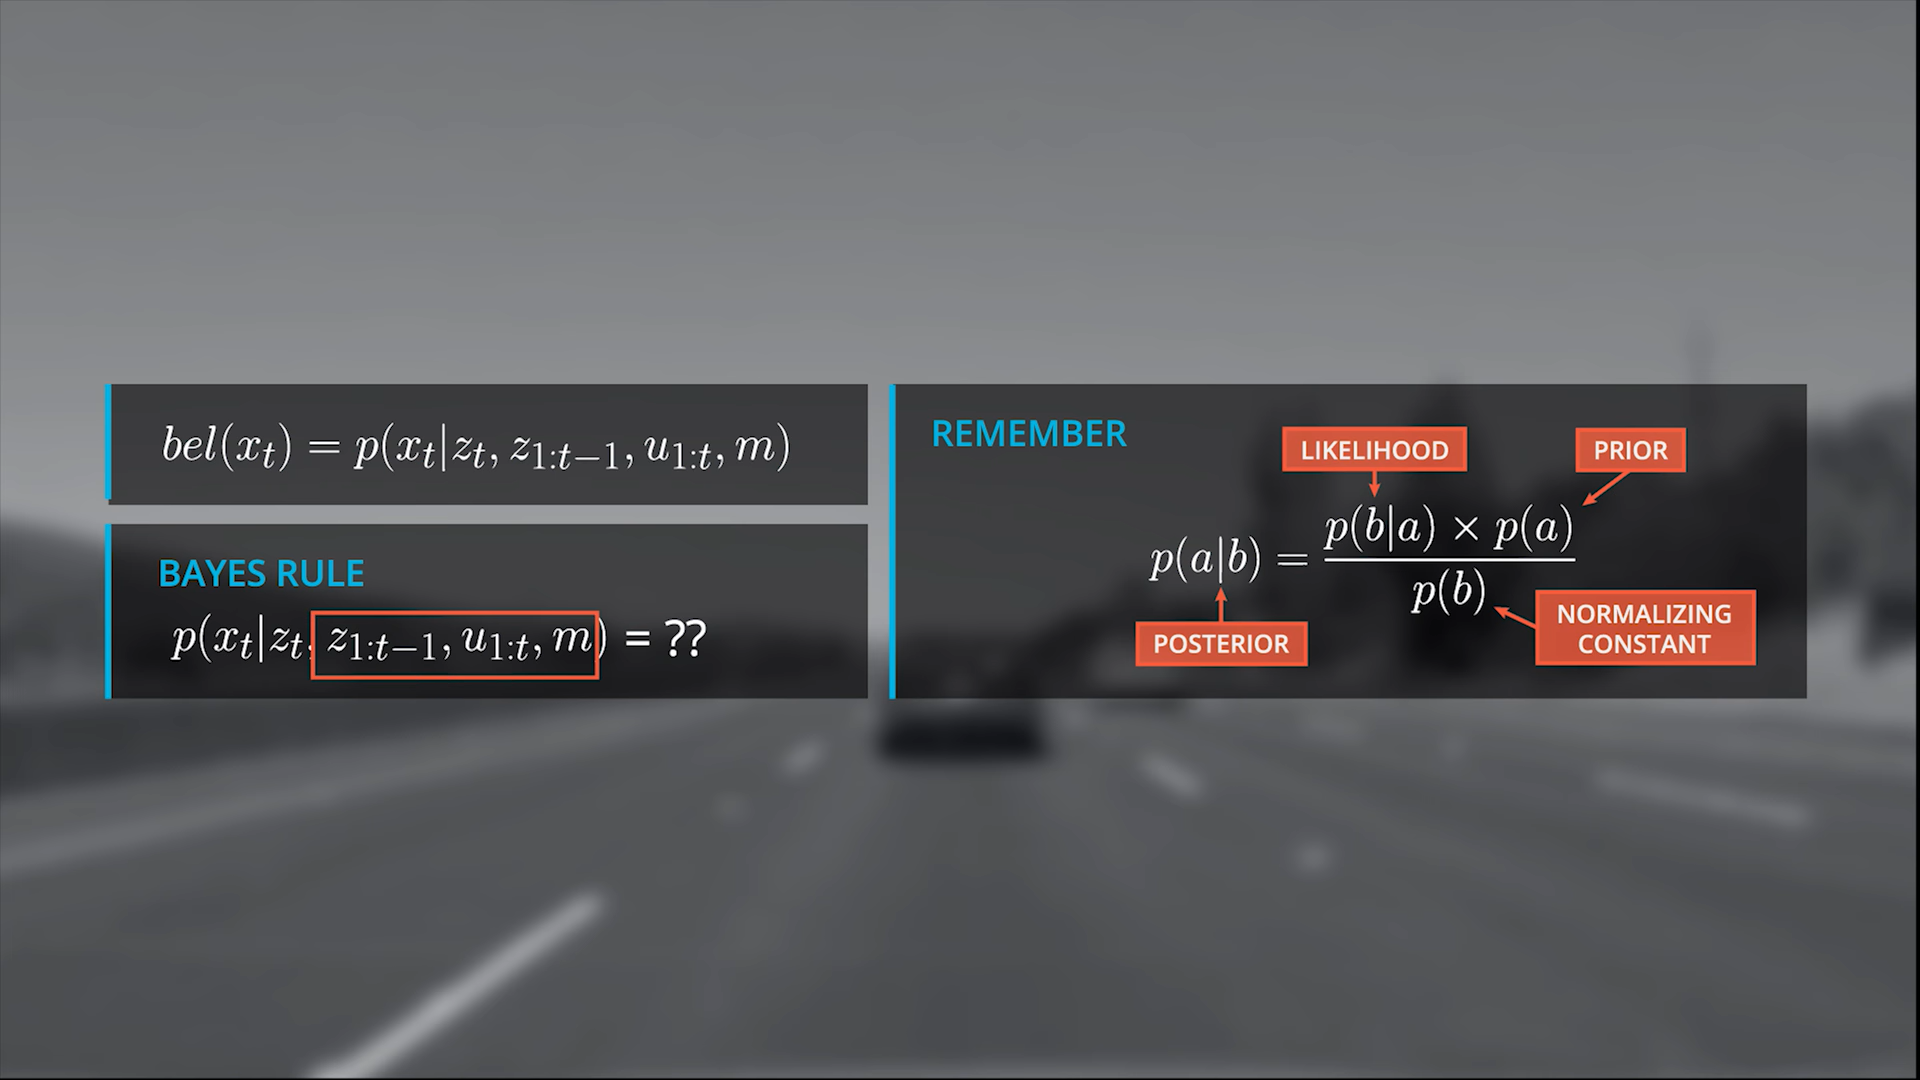 bel(x_t) = p(x_t|z_t, z_{1:t−1}, u_{1:t}, m)
BAYES RULE
p(x_t|z_t, z_{1:t−1}, u_{1:t}, m) = ??
REMEMBER
LIKELIHOOD
PRIOR
p(a|b) = \frac{p(b|a) × p(a)}{p(b)}
POSTERIOR
NORMALIZING
CONSTANT